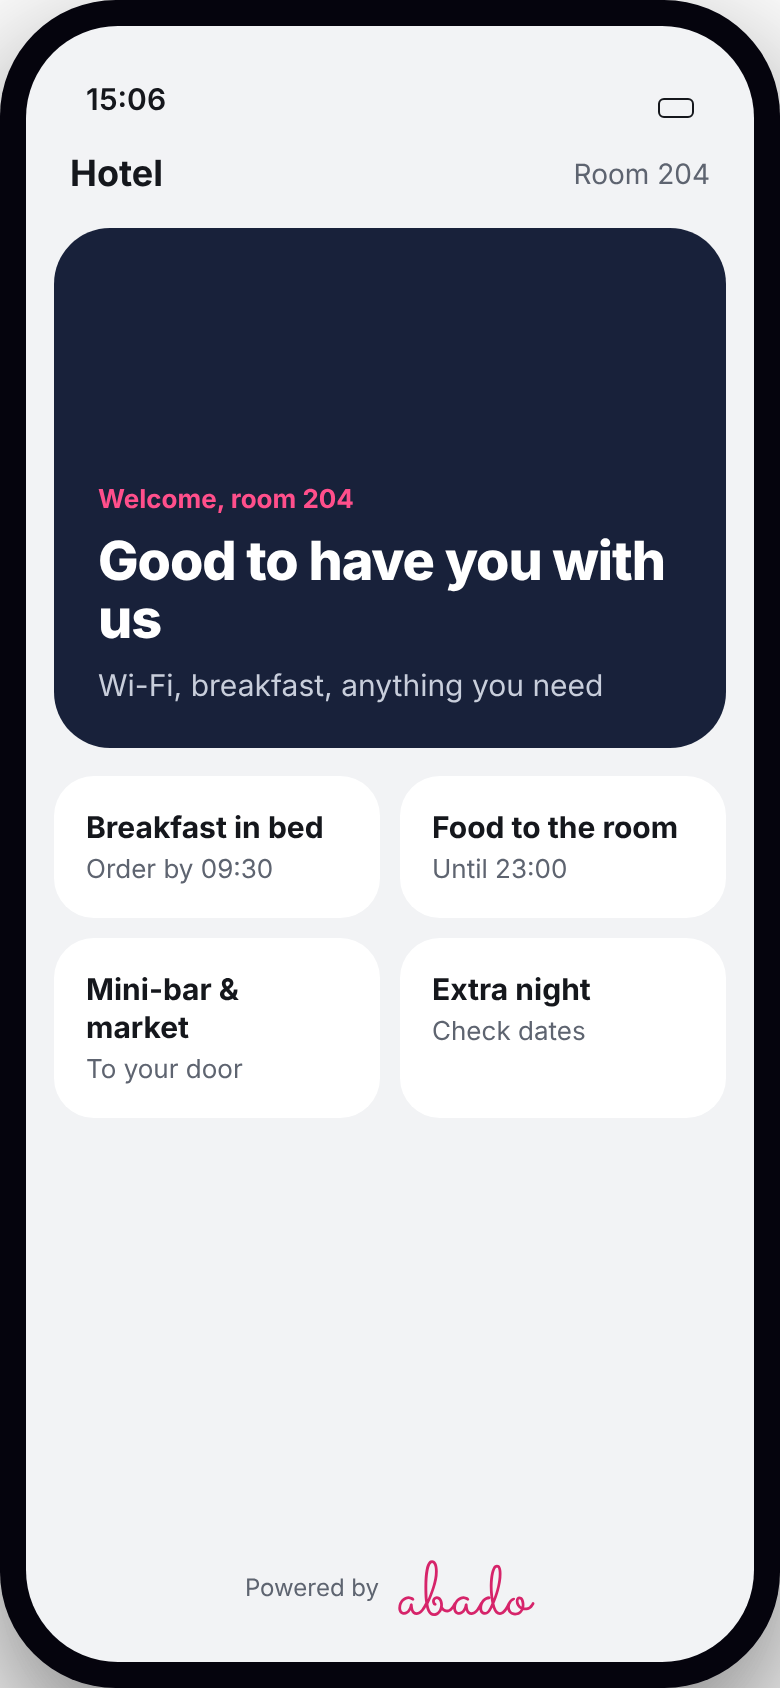 15:06
Hotel
Room 204
Welcome, room 204
Good to have you with
us
Wi-Fi, breakfast, anything you need
Breakfast in bed
Order by 09:30
Food to the room
Until 23:00
Mini-bar &
market
To your door
Extra night
Check dates
Powered by abado